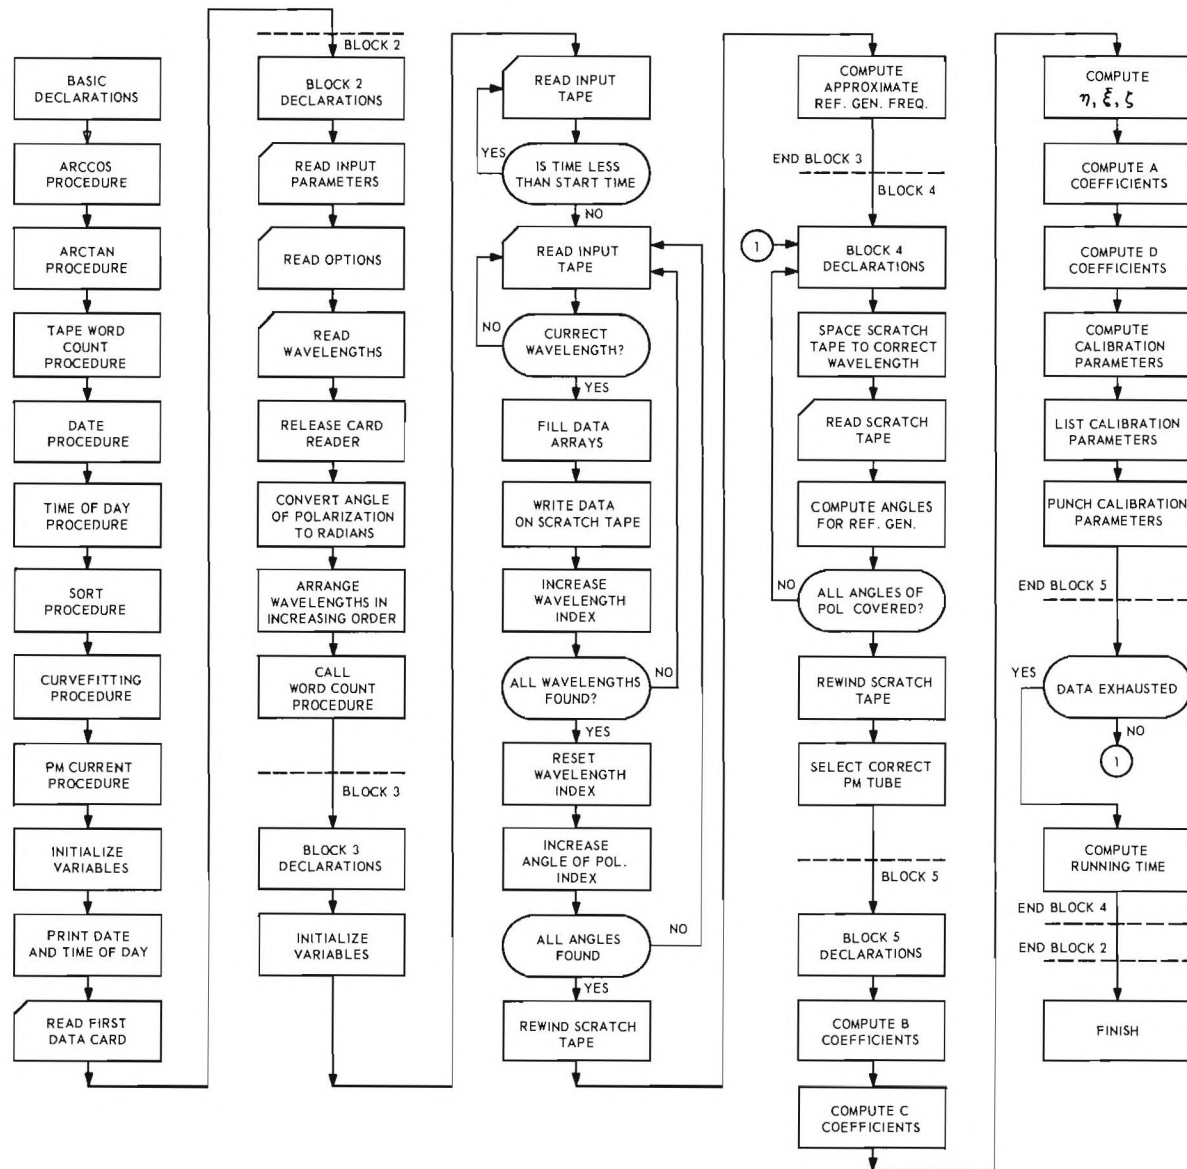 BASIC
DECLARATIONS
ARCCOS
PROCEDURE
ARCTAN
PROCEDURE
TAPE WORD
COUNT
PROCEDURE
DATE
PROCEDURE
TIME OF DAY
PROCEDURE
SORT
PROCEDURE
CURVEFITTING
PROCEDURE
PM CURRENT
PROCEDURE
INITIALIZE
VARIABLES
PRINT DATE
AND TIME OF DAY
READ FIRST
DATA CARD
BLOCK 2
BLOCK 2
DECLARATIONS
READ INPUT
PARAMETERS
READ OPTIONS
READ
WAVELENGTHS
RELEASE CARD
READER
CONVERT ANGLE
OF POLARIZATION
TO RADIANS
ARRANGE
WAVELENGTHS IN
INCREASING ORDER
CALL
WORD COUNT
PROCEDURE
BLOCK 3
BLOCK 3
DECLARATIONS
INITIALIZE
VARIABLES
READ INPUT
TAPE
YES
IS TIME LESS
THAN START TIME
NO
READ INPUT
TAPE
NO
CURRECT
WAVELENGTH?
YES
FILL DATA
ARRAYS
WRITE DATA
ON SCRATCH TAPE
INCREASE
WAVELENGTH
INDEX
ALL WAVELENGTHS
FOUND?
NO
YES
RESET
WAVELENGTH
INDEX
INCREASE
ANGLE OF POL.
INDEX
ALL ANGLES
FOUND
NO
YES
REWIND SCRATCH
TAPE
COMPUTE
APPROXIMATE
REF. GEN. FREQ.
END BLOCK 3
BLOCK 4
1
BLOCK 4
DECLARATIONS
SPACE SCRATCH
TAPE TO CORRECT
WAVELENGTH
READ SCRATCH
TAPE
COMPUTE ANGLES
FOR REF. GEN.
NO
ALL ANGLES OF
POL COVERED?
REWIND SCRATCH
TAPE
SELECT CORRECT
PM TUBE
BLOCK 5
BLOCK 5
DECLARATIONS
COMPUTE B
COEFFICIENTS
COMPUTE C
COEFFICIENTS
COMPUTE
η, ξ, ζ
COMPUTE A
COEFFICIENTS
COMPUTE D
COEFFICIENTS
COMPUTE
CALIBRATION
PARAMETERS
LIST CALIBRATION
PARAMETERS
PUNCH CALIBRATION
PARAMETERS
END BLOCK 5
YES
DATA EXHAUSTED
NO
1
COMPUTE
RUNNING TIME
END BLOCK 4
END BLOCK 2
FINISH